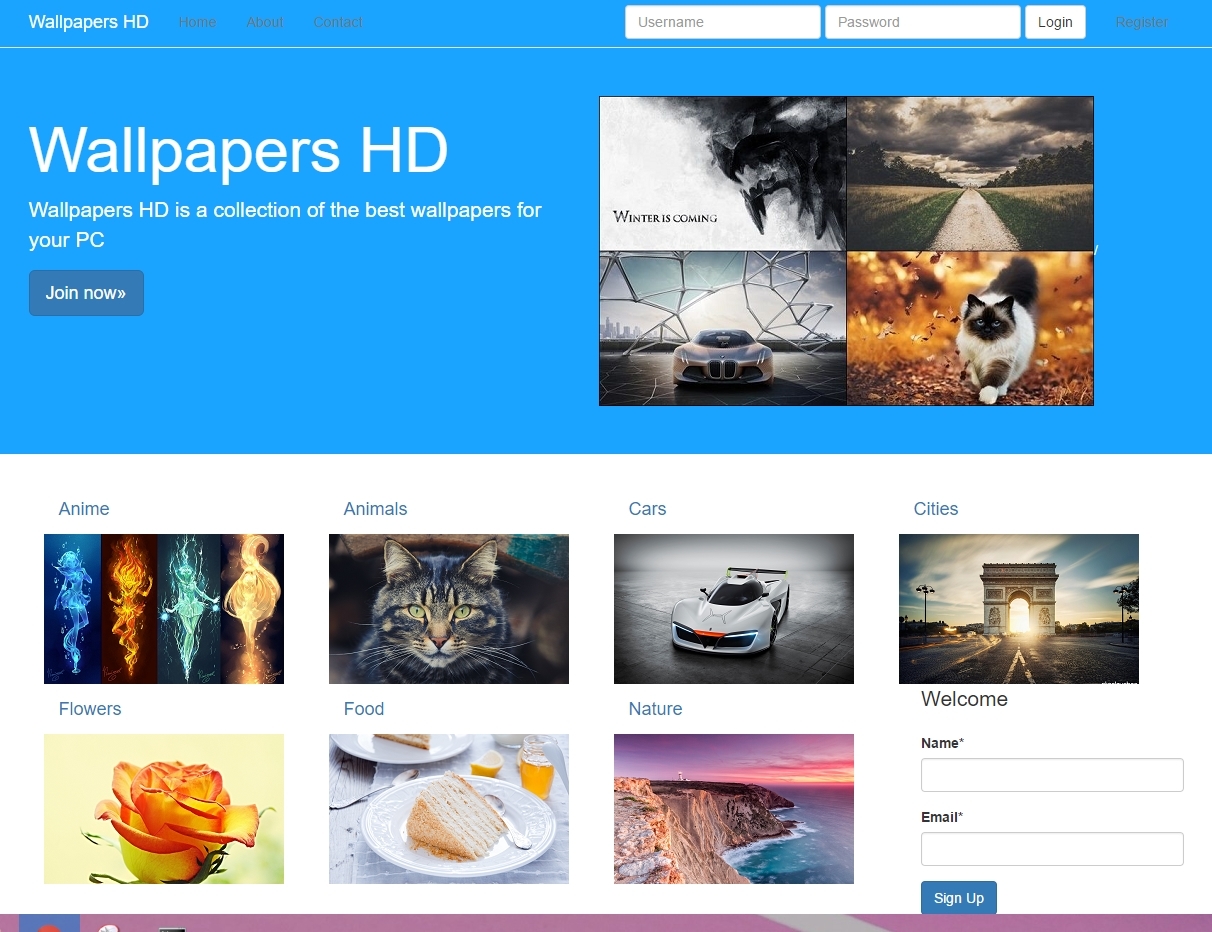 Wallpapers HD Home About Contact Username Password Login Register
Wallpapers HD
Wallpapers HD is a collection of the best wallpapers for
your PC
Join now»
WINTER IS COMING
/
Anime Animals Cars Cities
Flowers Food Nature
Welcome
Name*
Email*
Sign Up